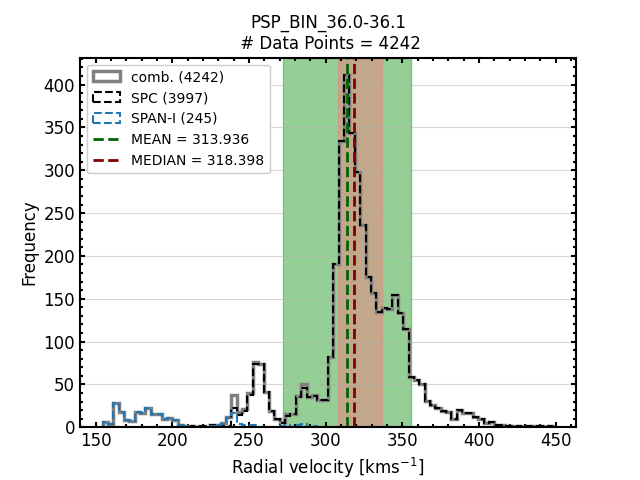 PSP_BIN_36.0-36.1
# Data Points = 4242
comb. (4242)
SPC (3997)
SPAN-I (245)
MEAN = 313.936
MEDIAN = 318.398
Frequency
400
350
300
250
200
150
100
50
0
150 200 250 300 350 400 450
Radial velocity [kms⁻¹]